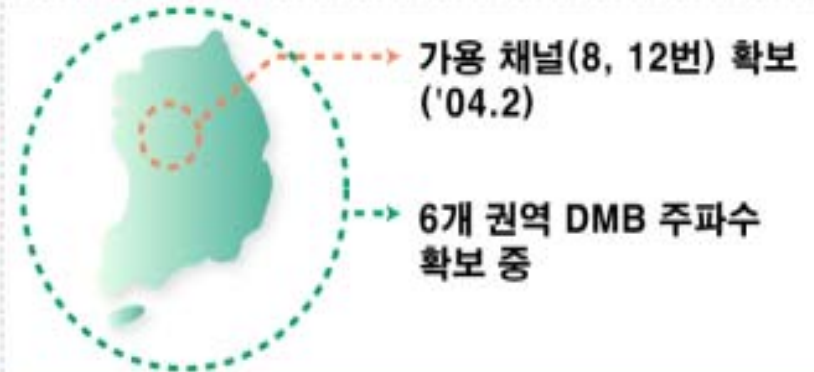 가용 채널(8, 12번) 확보
('04.2)
6개 권역 DMB 주파수
확보 중